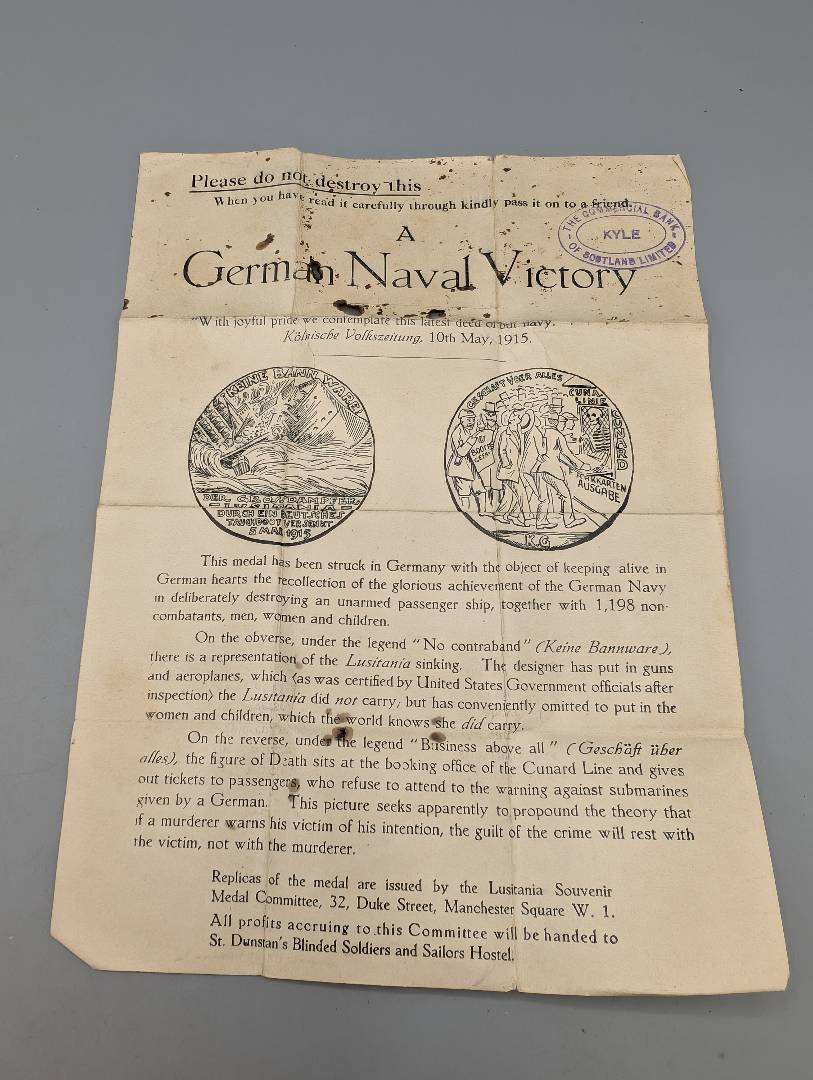 Please do not destroy this
When you have read it carefully through kindly pass it on to a friend.
THE COMMERCIAL BANK
KYLE
OF SCOTLAND LIMITED
A
German Naval Victory
"With joyful pride we contemplate this latest deed of our navy. "
Kölnische Volkszeitung, 10th May, 1915.
KEINE BANNWARE
DER GROSSDAMPFER
LUSITANIA
DURCH EIN DEUTSCHES
TAUCHBOOT VERSENKT
5 MAI 1915
GESCHÄFT ÜBER ALLES
CUNA
LINIE
CUNARD
U
BOOTS
FAHRKARTEN
AUSGABE
K.G
This medal has been struck in Germany with the object of keeping alive in
German hearts the recollection of the glorious achievement of the German Navy
in deliberately destroying an unarmed passenger ship, together with 1,198 non-
combatants, men, women and children.
On the obverse, under the legend "No contraband" (Keine Bannware),
there is a representation of the Lusitania sinking. The designer has put in guns
and aeroplanes, which (as was certified by United States Government officials after
inspection) the Lusitania did not carry, but has conveniently omitted to put in the
women and children, which the world knows she did carry.
On the reverse, under the legend "Business above all" (Geschäft über
alles), the figure of Death sits at the booking office of the Cunard Line and gives
out tickets to passengers, who refuse to attend to the warning against submarines
given by a German. This picture seeks apparently to propound the theory that
if a murderer warns his victim of his intention, the guilt of the crime will rest with
the victim, not with the murderer.
Replicas of the medal are issued by the Lusitania Souvenir
Medal Committee, 32, Duke Street, Manchester Square W. 1.
All profits accruing to this Committee will be handed to
St. Dunstan's Blinded Soldiers and Sailors Hostel.